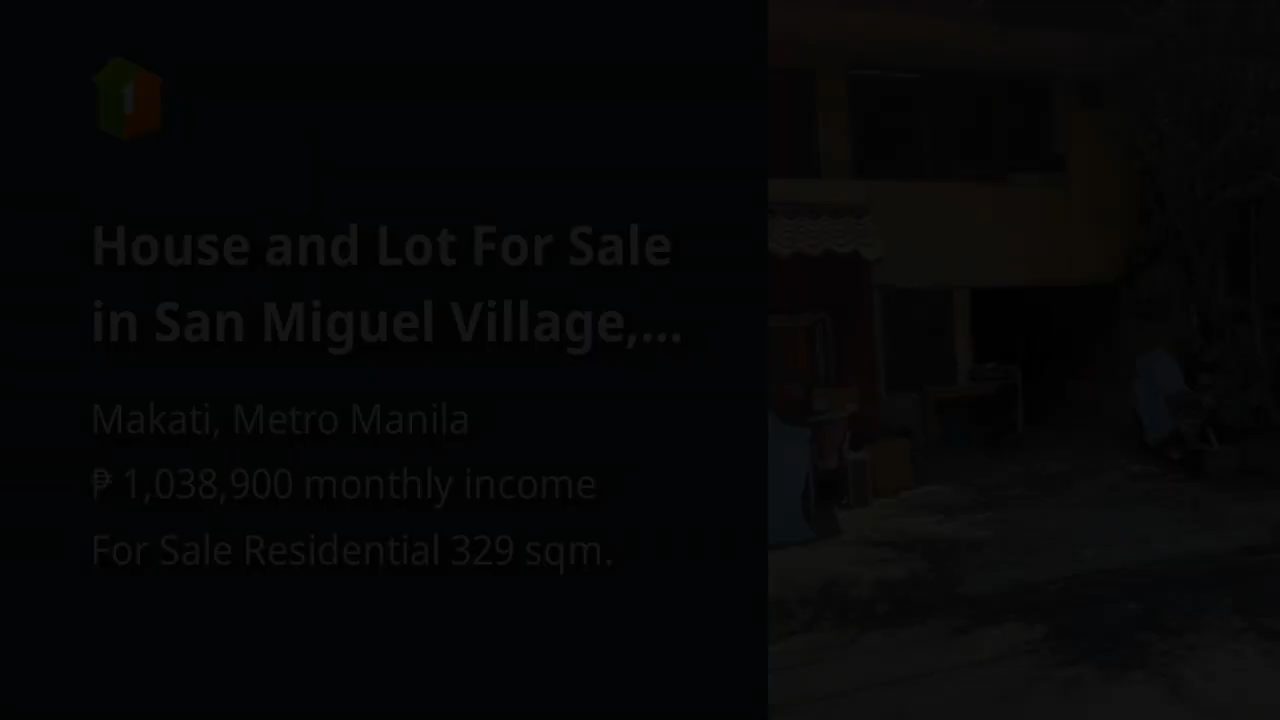 1
House and Lot For Sale
in San Miguel Village,...
Makati, Metro Manila
₱ 1,038,900 monthly income
For Sale Residential 329 sqm.